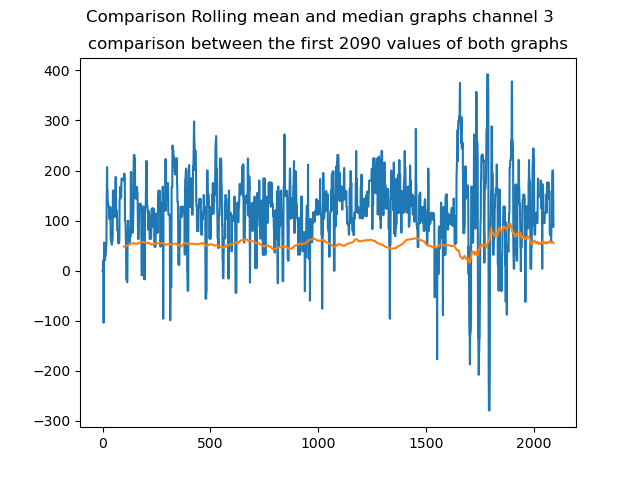 Comparison Rolling mean and median graphs channel 3
comparison between the first 2090 values of both graphs
400
300
200
100
0
−100
−200
−300
0 500 1000 1500 2000